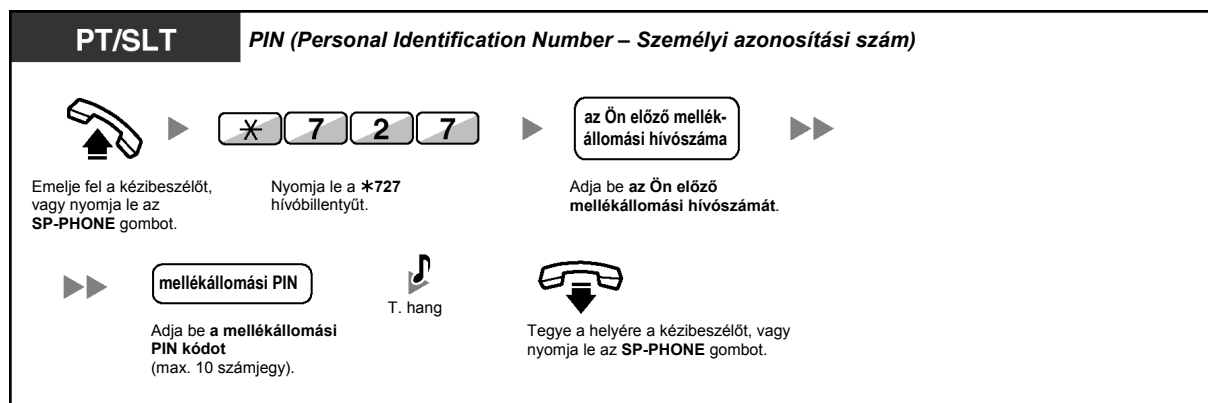 PT/SLT
PIN (Personal Identification Number – Személyi azonosítási szám)
* 7 2 7
az Ön előző mellék-
állomási hívószáma
Emelje fel a kézibeszélőt,
vagy nyomja le az
SP-PHONE gombot.
Nyomja le a *727
hívóbillentyűt.
Adja be az Ön előző
mellékállomási hívószámát.
mellékállomási PIN
T. hang
Adja be a mellékállomási
PIN kódot
(max. 10 számjegy).
Tegye a helyére a kézibeszélőt, vagy
nyomja le az SP-PHONE gombot.